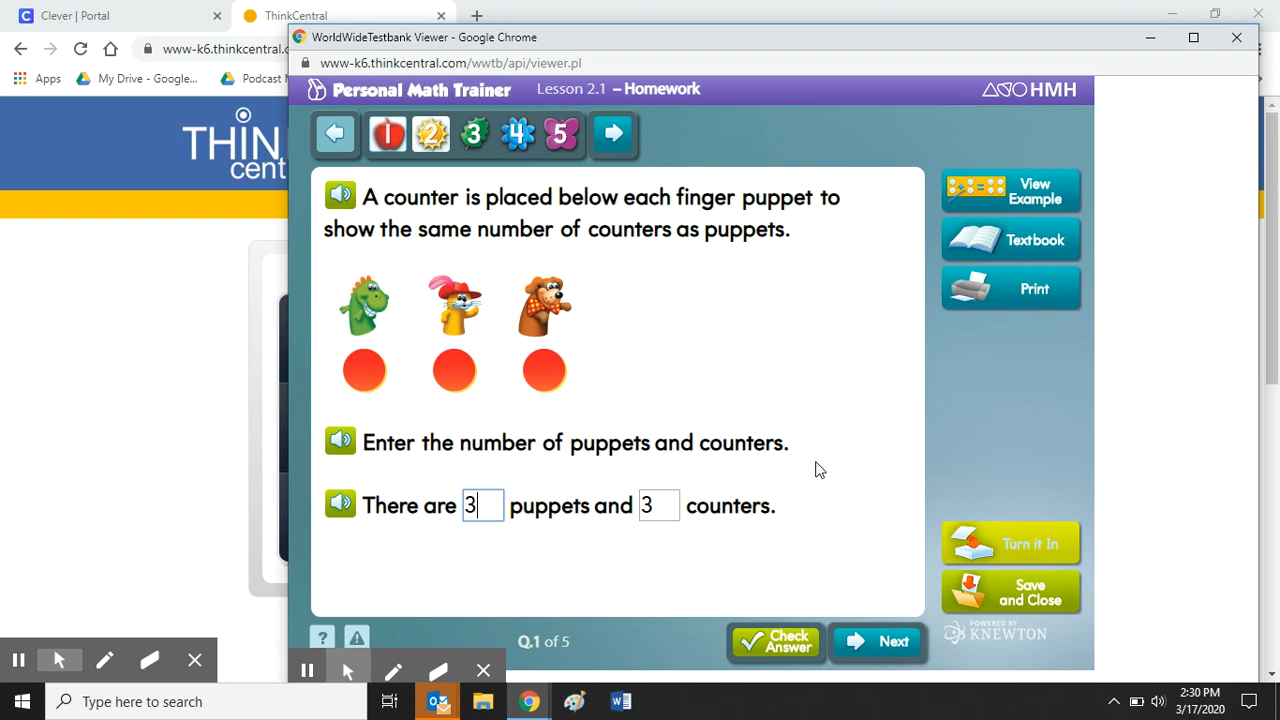 Clever | Portal
ThinkCentral
WorldWideTestbank Viewer - Google Chrome
www-k6.thinkcentral.
www-k6.thinkcentral.com/wwtb/api/viewer.pl
Apps
My Drive - Google...
Podcast M
Personal Math Trainer Lesson 2.1 – Homework
HMH
THIN
cent
1 2 3 4 5
A counter is placed below each finger puppet to
show the same number of counters as puppets.
View
Example
Textbook
Print
Enter the number of puppets and counters.
There are 3 puppets and 3 counters.
Turn it In
Save
and Close
POWERED BY
KNEWTON
?
Q.1 of 5
Check
Answer
Next
Type here to search
2:30 PM
3/17/2020